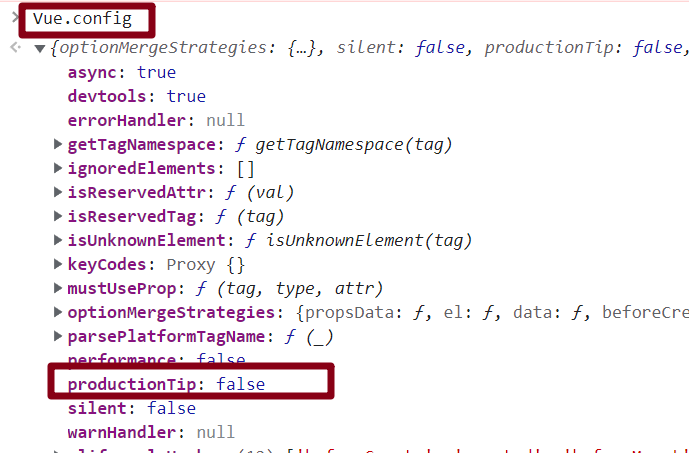 Vue.config
{optionMergeStrategies: {…}, silent: false, productionTip: false,
async: true
devtools: true
errorHandler: null
getTagNamespace: ƒ getTagNamespace(tag)
ignoredElements: []
isReservedAttr: ƒ (val)
isReservedTag: ƒ (tag)
isUnknownElement: ƒ isUnknownElement(tag)
keyCodes: Proxy {}
mustUseProp: ƒ (tag, type, attr)
optionMergeStrategies: {propsData: ƒ, el: ƒ, data: ƒ, beforeCre
parsePlatformTagName: ƒ (_)
performance: false
productionTip: false
silent: false
warnHandler: null